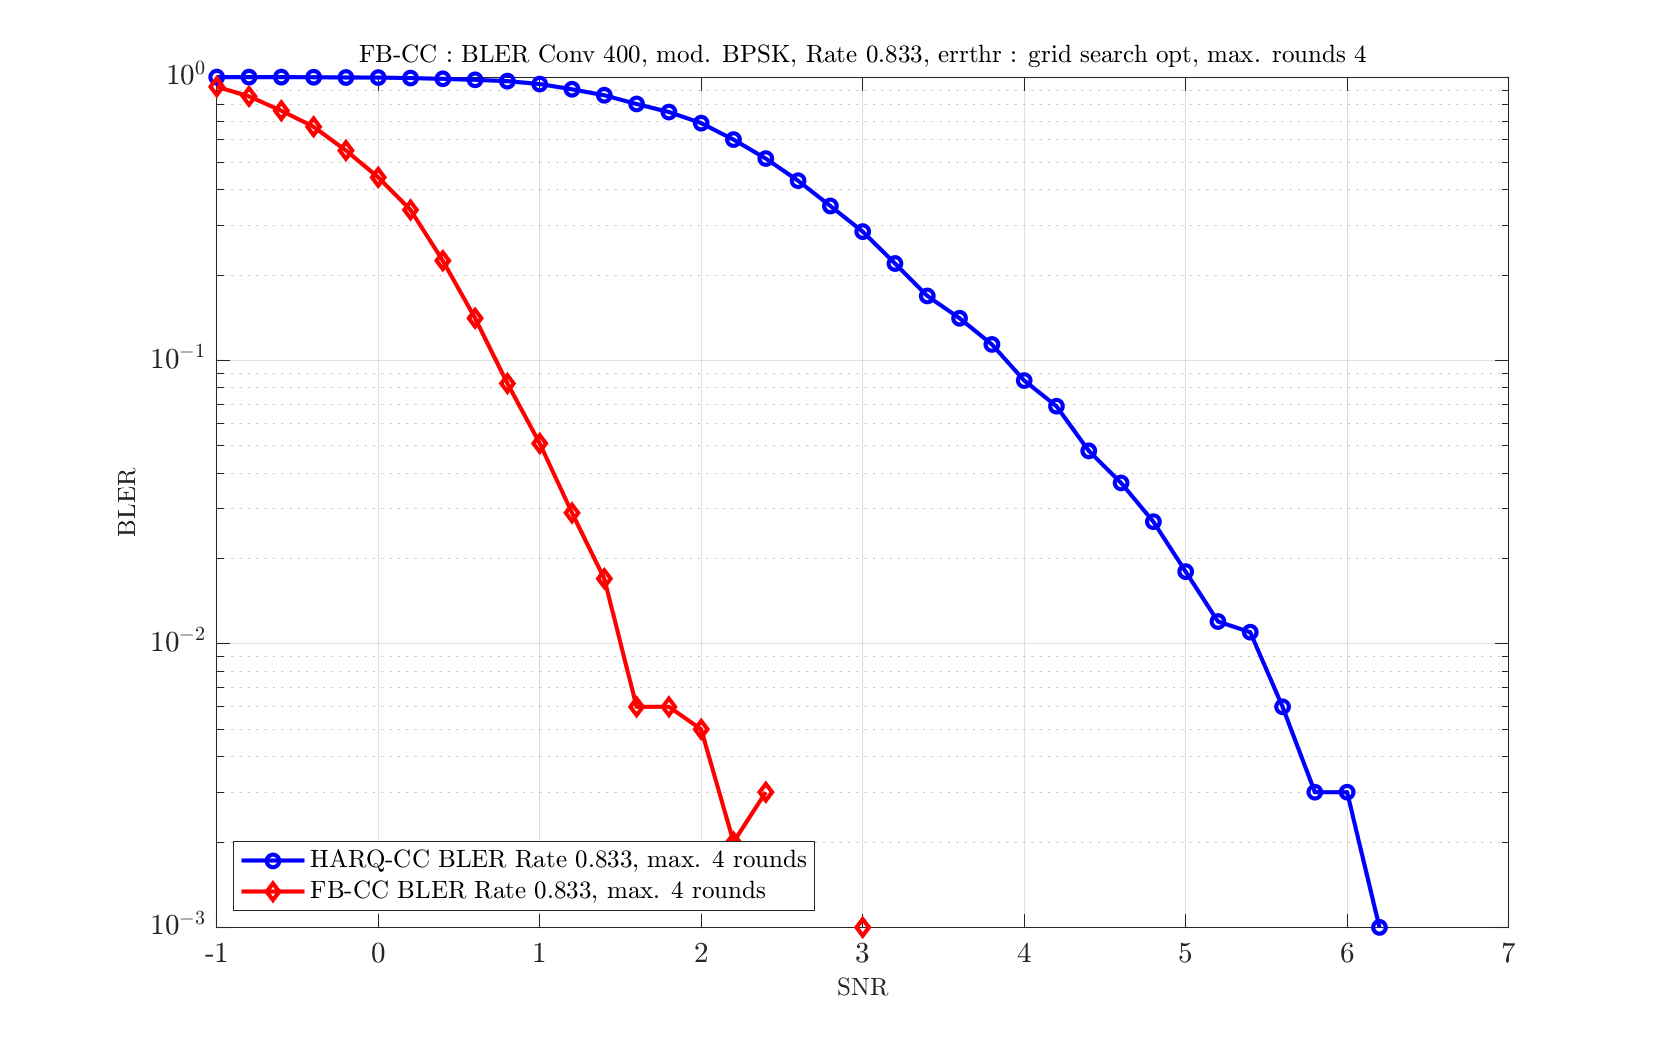 FB-CC : BLER Conv 400, mod. BPSK, Rate 0.833, errthr : grid search opt, max. rounds 4
10^0
10^-1
10^-2
10^-3
BLER
HARQ-CC BLER Rate 0.833, max. 4 rounds
FB-CC BLER Rate 0.833, max. 4 rounds
-1 0 1 2 3 4 5 6 7
SNR